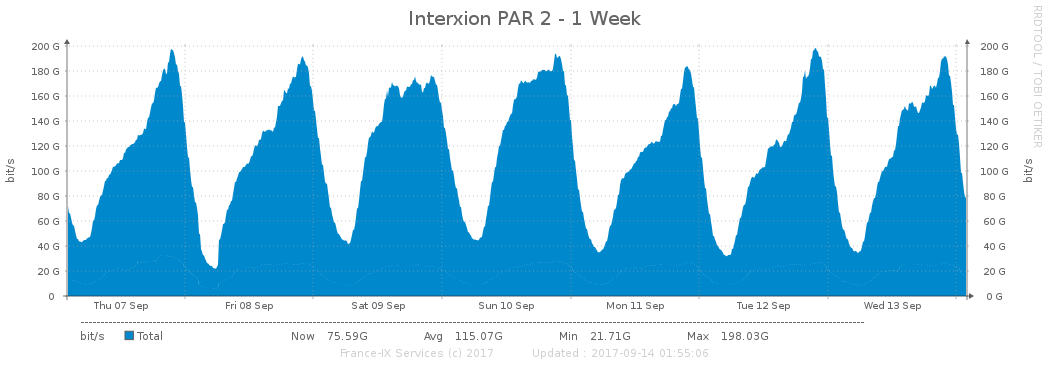 Interxion PAR 2 - 1 Week
RRDTOOL / TOBI OETIKER
200 G 200 G
180 G 180 G
160 G 160 G
140 G 140 G
120 G 120 G
100 G 100 G
80 G 80 G
60 G 60 G
40 G 40 G
20 G 20 G
0 0 G
bit/s bit/s
Thu 07 Sep Fri 08 Sep Sat 09 Sep Sun 10 Sep Mon 11 Sep Tue 12 Sep Wed 13 Sep
bit/s Total Now 75.59G Avg 115.07G Min 21.71G Max 198.03G
France-IX Services (c) 2017 Updated : 2017-09-14 01:55:06